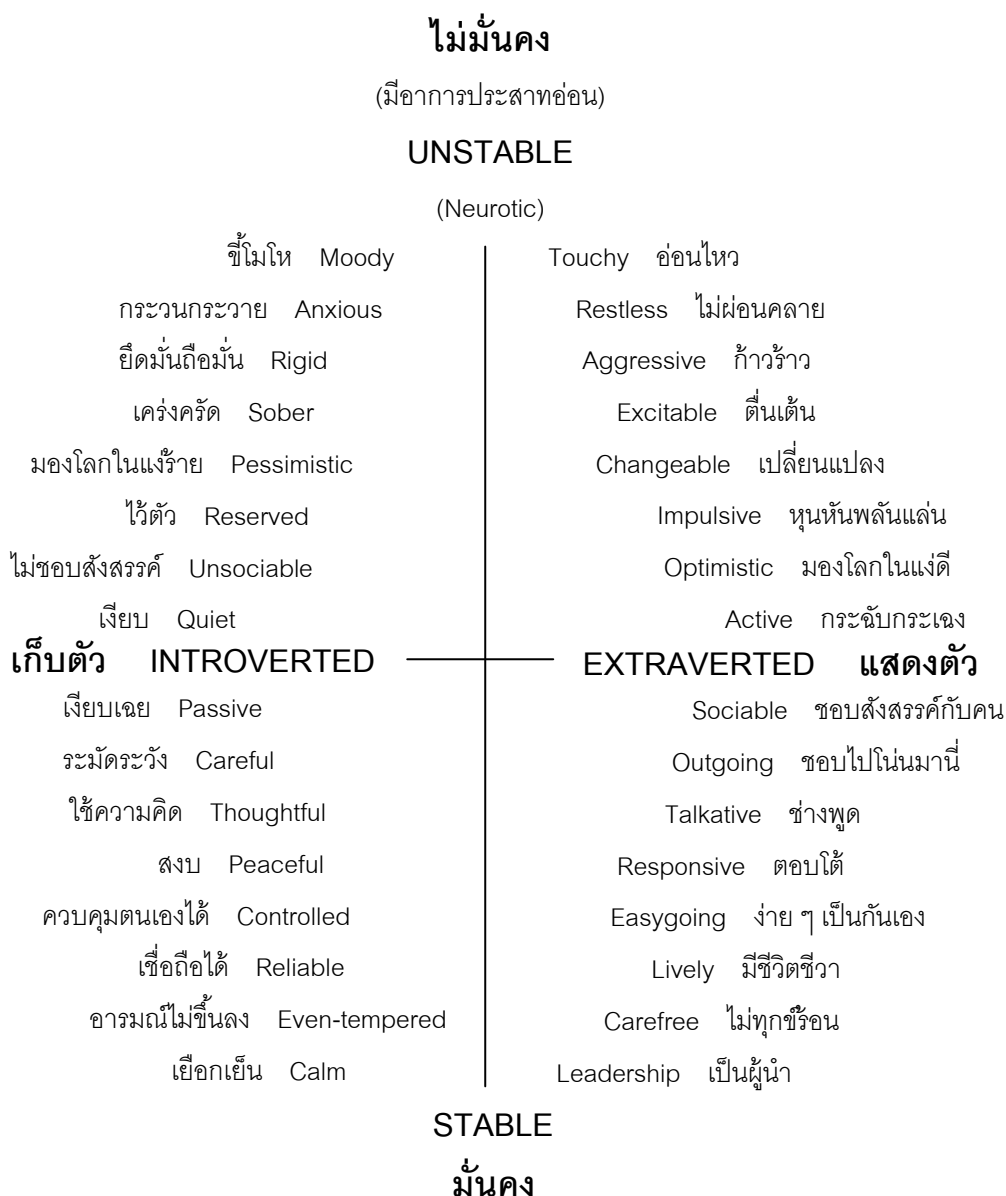 ไม่มั่นคง
(มีอาการประสาทอ่อน)
UNSTABLE
(Neurotic)
ขี้โมโห Moody Touchy อ่อนไหว
กระวนกระวาย Anxious Restless ไม่ผ่อนคลาย
ยึดมั่นถือมั่น Rigid Aggressive ก้าวร้าว
เคร่งครัด Sober Excitable ตื่นเต้น
มองโลกในแง่ร้าย Pessimistic Changeable เปลี่ยนแปลง
ไว้ตัว Reserved Impulsive หุนหันพลันแล่น
ไม่ชอบสังสรรค์ Unsociable Optimistic มองโลกในแง่ดี
เงียบ Quiet Active กระฉับกระเฉง
เก็บตัว INTROVERTED EXTRAVERTED แสดงตัว
เงียบเฉย Passive Sociable ชอบสังสรรค์กับคน
ระมัดระวัง Careful Outgoing ชอบไปโน่นมานี่
ใช้ความคิด Thoughtful Talkative ช่างพูด
สงบ Peaceful Responsive ตอบโต้
ควบคุมตนเองได้ Controlled Easygoing ง่าย ๆ เป็นกันเอง
เชื่อถือได้ Reliable Lively มีชีวิตชีวา
อารมณ์ไม่ขึ้นลง Even-tempered Carefree ไม่ทุกข์ร้อน
เยือกเย็น Calm Leadership เป็นผู้นำ
STABLE
มั่นคง